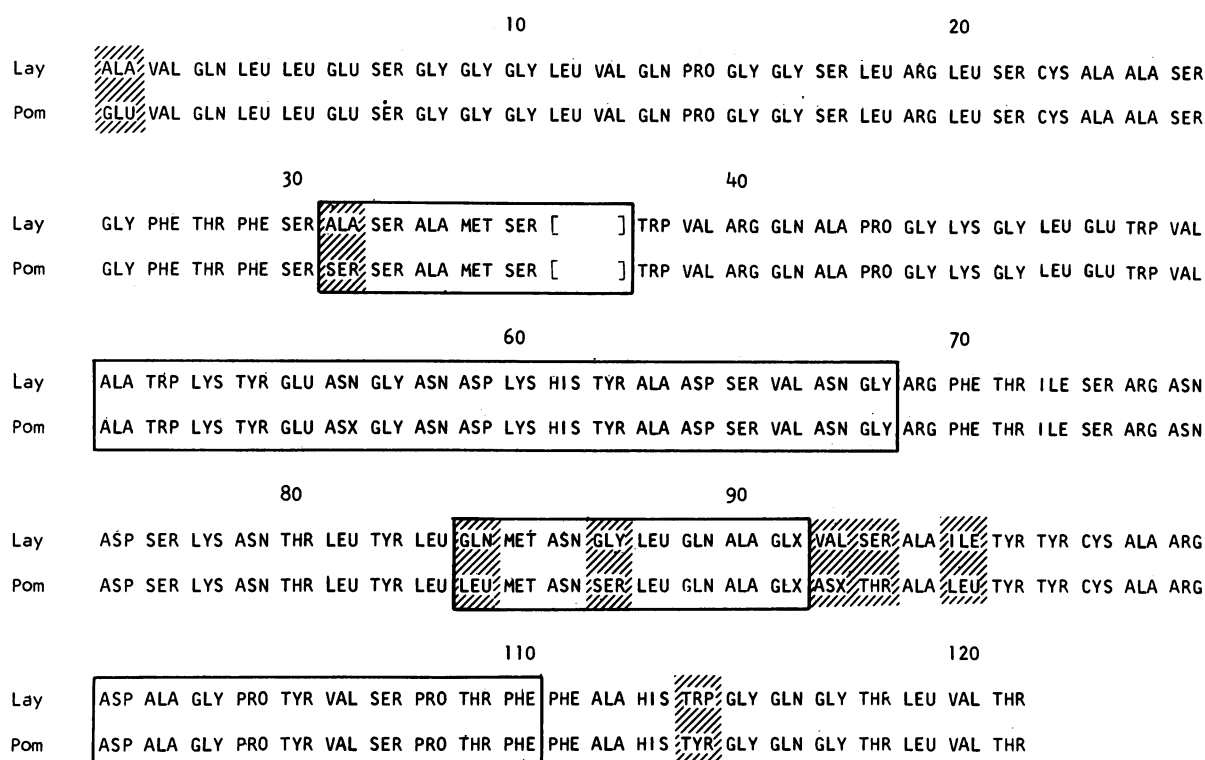 10 20
Lay ALA VAL GLN LEU LEU GLU SER GLY GLY GLY LEU VAL GLN PRO GLY GLY SER LEU ARG LEU SER CYS ALA ALA SER
Pom GLU VAL GLN LEU LEU GLU SER GLY GLY GLY LEU VAL GLN PRO GLY GLY SER LEU ARG LEU SER CYS ALA ALA SER
30 40
Lay GLY PHE THR PHE SER ALA SER ALA MET SER [ ] TRP VAL ARG GLN ALA PRO GLY LYS GLY LEU GLU TRP VAL
Pom GLY PHE THR PHE SER SER SER ALA MET SER [ ] TRP VAL ARG GLN ALA PRO GLY LYS GLY LEU GLU TRP VAL
60 70
Lay ALA TRP LYS TYR GLU ASN GLY ASN ASP LYS HIS TYR ALA ASP SER VAL ASN GLY ARG PHE THR ILE SER ARG ASN
Pom ALA TRP LYS TYR GLU ASX GLY ASN ASP LYS HIS TYR ALA ASP SER VAL ASN GLY ARG PHE THR ILE SER ARG ASN
80 90
Lay ASP SER LYS ASN THR LEU TYR LEU GLN MET ASN GLY LEU GLN ALA GLX VAL SER ALA ILE TYR TYR CYS ALA ARG
Pom ASP SER LYS ASN THR LEU TYR LEU LEU MET ASN SER LEU GLN ALA GLX ASX THR ALA LEU TYR TYR CYS ALA ARG
110 120
Lay ASP ALA GLY PRO TYR VAL SER PRO THR PHE PHE ALA HIS TRP GLY GLN GLY THR LEU VAL THR
Pom ASP ALA GLY PRO TYR VAL SER PRO THR PHE PHE ALA HIS TYR GLY GLN GLY THR LEU VAL THR